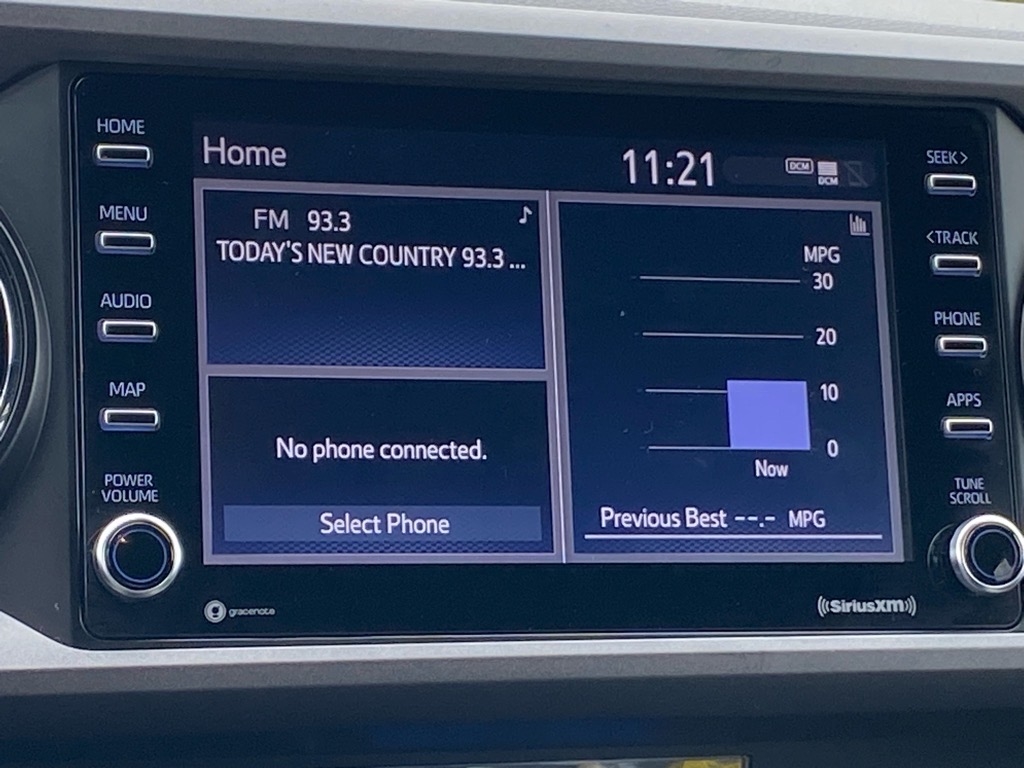 HOME
MENU
AUDIO
MAP
POWER
VOLUME
Home
11:21
DCM
DCM
FM 93.3
TODAY'S NEW COUNTRY 93.3 ...
No phone connected.
Select Phone
MPG
30
20
10
0
Now
Previous Best --.- MPG
SEEK>
<TRACK
PHONE
APPS
TUNE
SCROLL
gracenote
((SiriusXM))